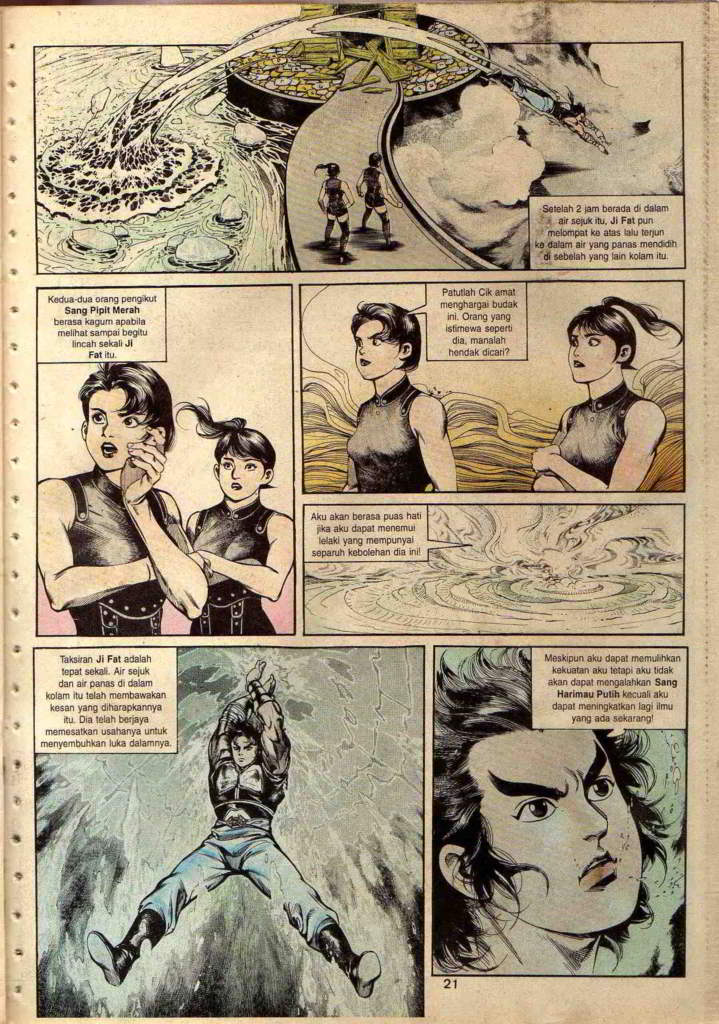 Setelah 2 jam berada di dalam
air sejuk itu, Ji Fat pun
melompat ke atas lalu terjun
ke dalam air yang panas mendidih
di sebelah yang lain kolam itu.
Kedua-dua orang pengikut
Sang Pipit Merah
berasa kagum apabila
melihat sampai begitu
lincah sekali Ji
Fat itu.
Patutlah Cik amat
menghargai budak
ini. Orang yang
istimewa seperti
dia, manalah
hendak dicari?
Aku akan berasa puas hati
jika aku dapat menemui
lelaki yang mempunyai
separuh kebolehan dia ini!
Taksiran Ji Fat adalah
tepat sekali. Air sejuk
dan air panas di dalam
kolam itu telah membawakan
kesan yang diharapkannya
itu. Dia telah berjaya
memesatkan usahanya untuk
menyembuhkan luka dalamnya.
Meskipun aku dapat memulihkan
kekuatan aku tetapi aku tidak
akan dapat mengalahkan Sang
Harimau Putih kecuali aku
dapat meningkatkan lagi ilmu
yang ada sekarang!
21